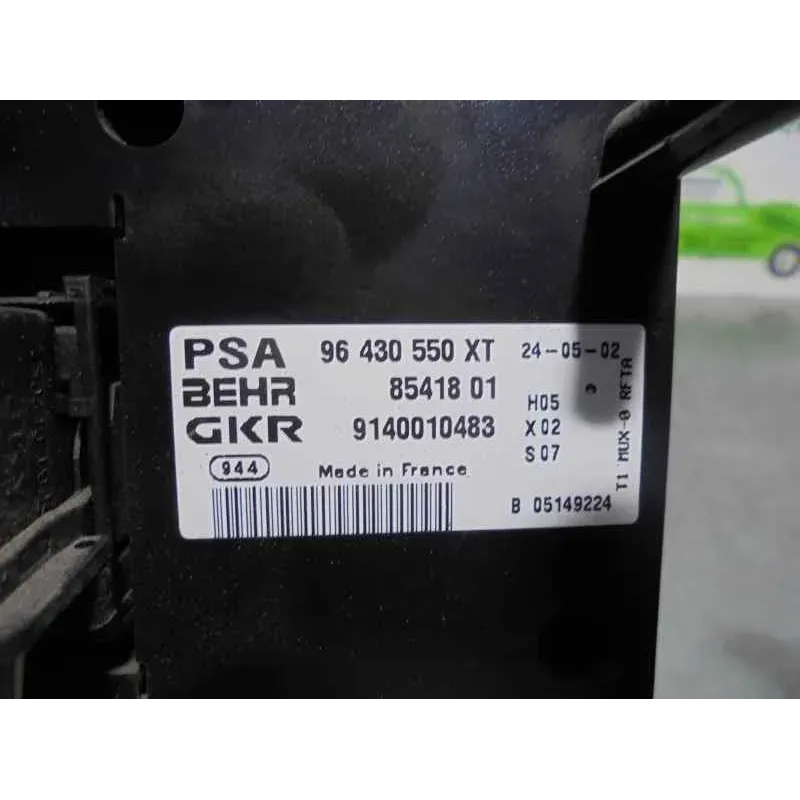 PSA 96 430 550 XT 24-05-02
BEHR 85418 01 H05
GKR 9140010483 X02
944 Made in France S07
B 05149224
T1 MUX-0 RFTA